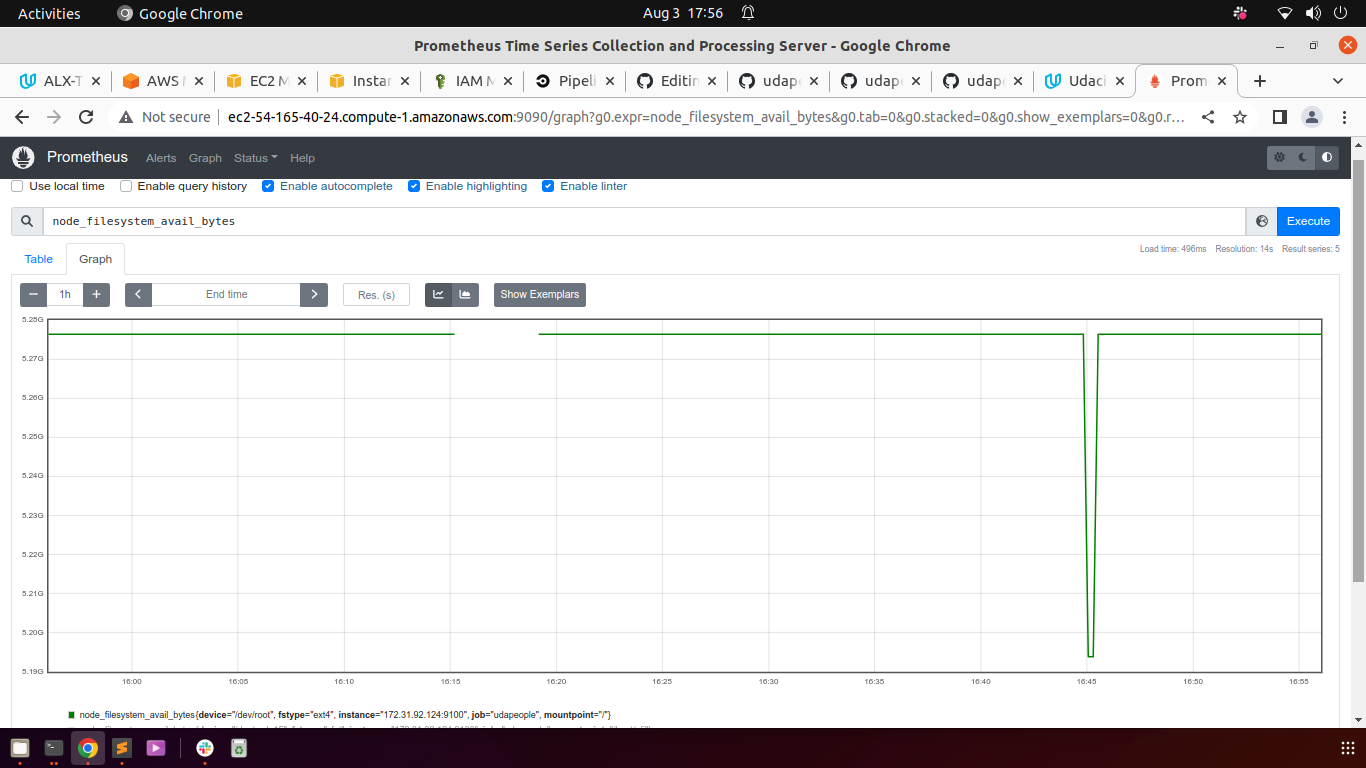 Activities Google Chrome Aug 3 17:56
Prometheus Time Series Collection and Processing Server - Google Chrome
ALX-T AWS M EC2 M Instar IAM M Pipeli Editin udape udape udape Udaci Prom
Not secure ec2-54-165-40-24.compute-1.amazonaws.com:9090/graph?g0.expr=node_filesystem_avail_bytes&g0.tab=0&g0.stacked=0&g0.show_exemplars=0&g0.r...
Prometheus Alerts Graph Status Help
Use local time Enable query history Enable autocomplete Enable highlighting Enable linter
node_filesystem_avail_bytes Execute
Load time: 496ms Resolution: 14s Result series: 5
Table Graph
1h End time Res. (s) Show Exemplars
5.28G
5.27G
5.26G
5.25G
5.24G
5.23G
5.22G
5.21G
5.20G
5.19G
16:00 16:05 16:10 16:15 16:20 16:25 16:30 16:35 16:40 16:45 16:50 16:55
node_filesystem_avail_bytes{device="/dev/root", fstype="ext4", instance="172.31.92.124:9100", job="udapeople", mountpoint="/"}